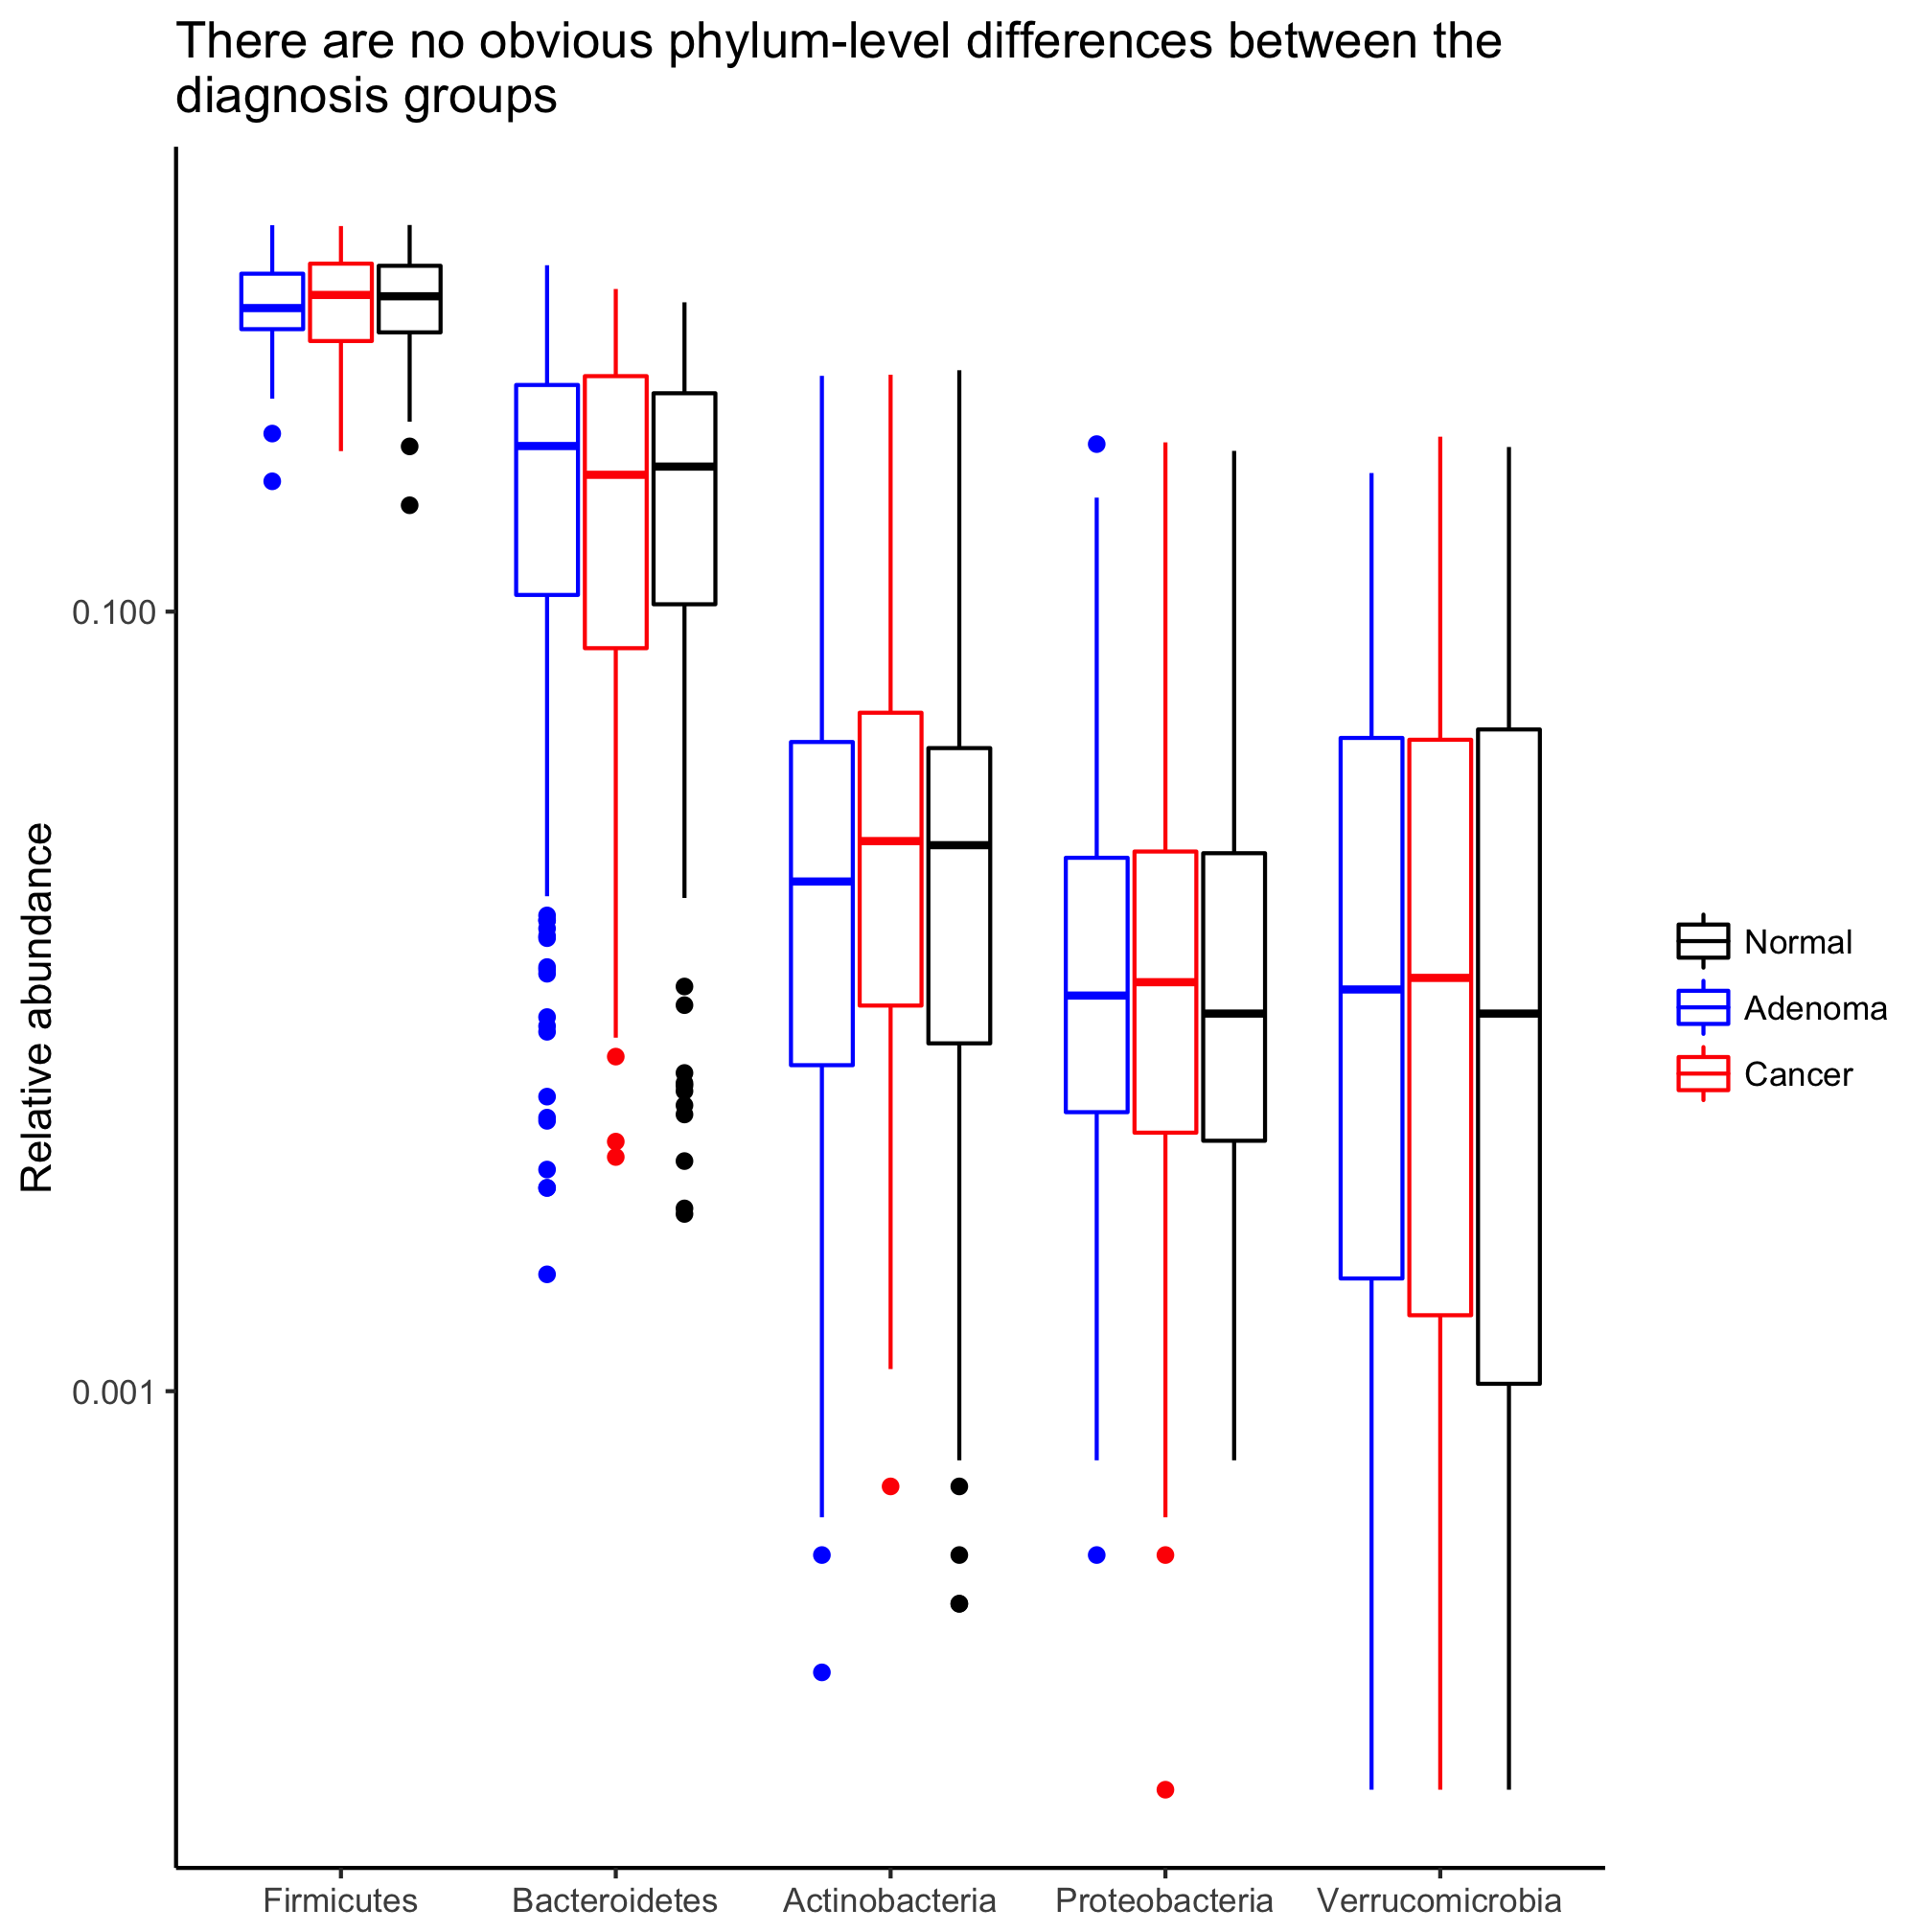 There are no obvious phylum-level differences between the
diagnosis groups
Relative abundance
0.100
0.001
Firmicutes
Bacteroidetes
Actinobacteria
Proteobacteria
Verrucomicrobia
Normal
Adenoma
Cancer